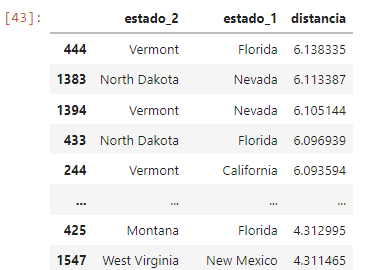 [43]:
estado_2 estado_1 distancia
444 Vermont Florida 6.138335
1383 North Dakota Nevada 6.113387
1394 Vermont Nevada 6.105144
433 North Dakota Florida 6.096939
244 Vermont California 6.093594
... ... ... ...
425 Montana Florida 4.312995
1547 West Virginia New Mexico 4.311465